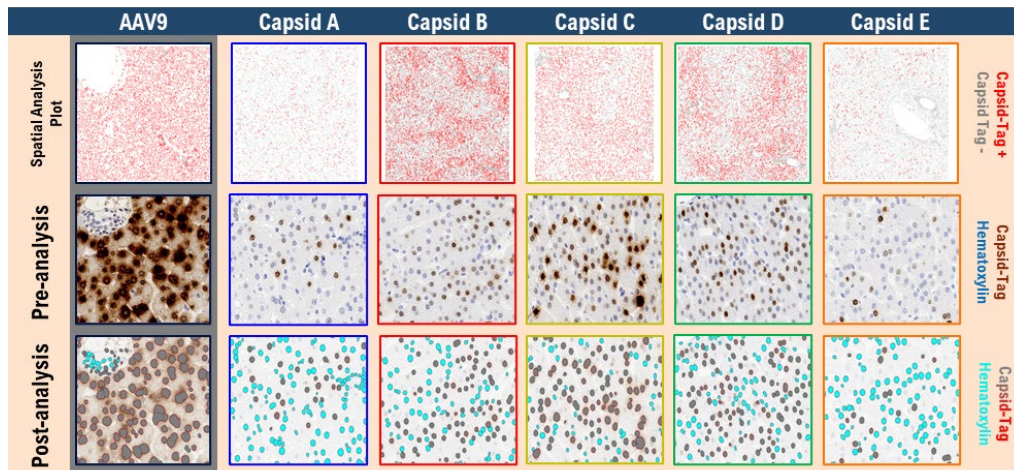 AAV9
Capsid A
Capsid B
Capsid C
Capsid D
Capsid E
Spatial Analysis
Plot
Capsid-Tag +
Capsid Tag -
Pre-analysis
Capsid-Tag
Hematoxylin
Post-analysis
Capsid-Tag
Hematoxylin